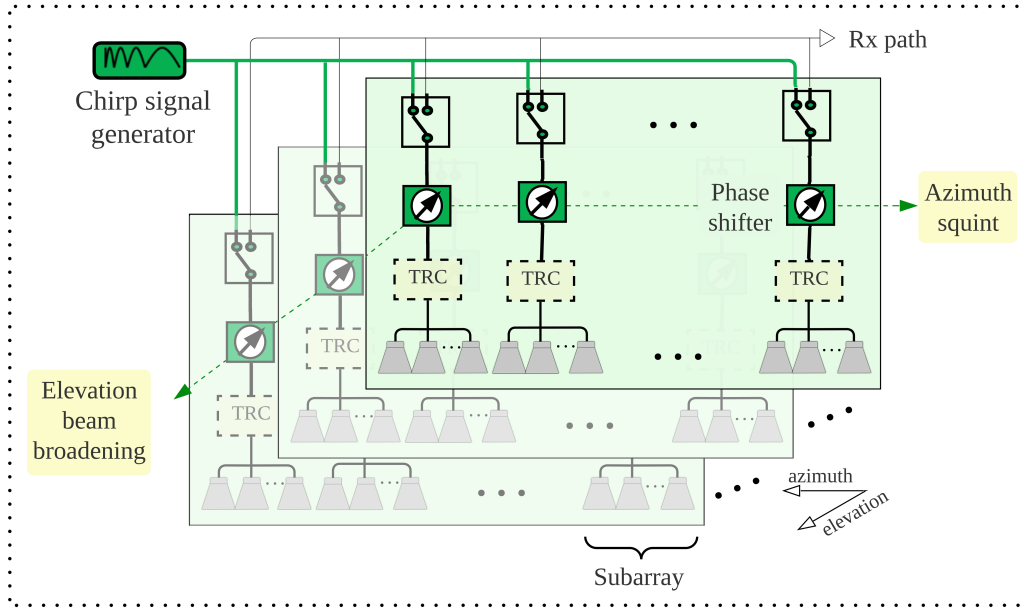 Rx path
Chirp signal
generator
Phase
shifter
Azimuth
squint
TRC
TRC
TRC
TRC
Elevation
beam
broadening
TRC
azimuth
elevation
Subarray